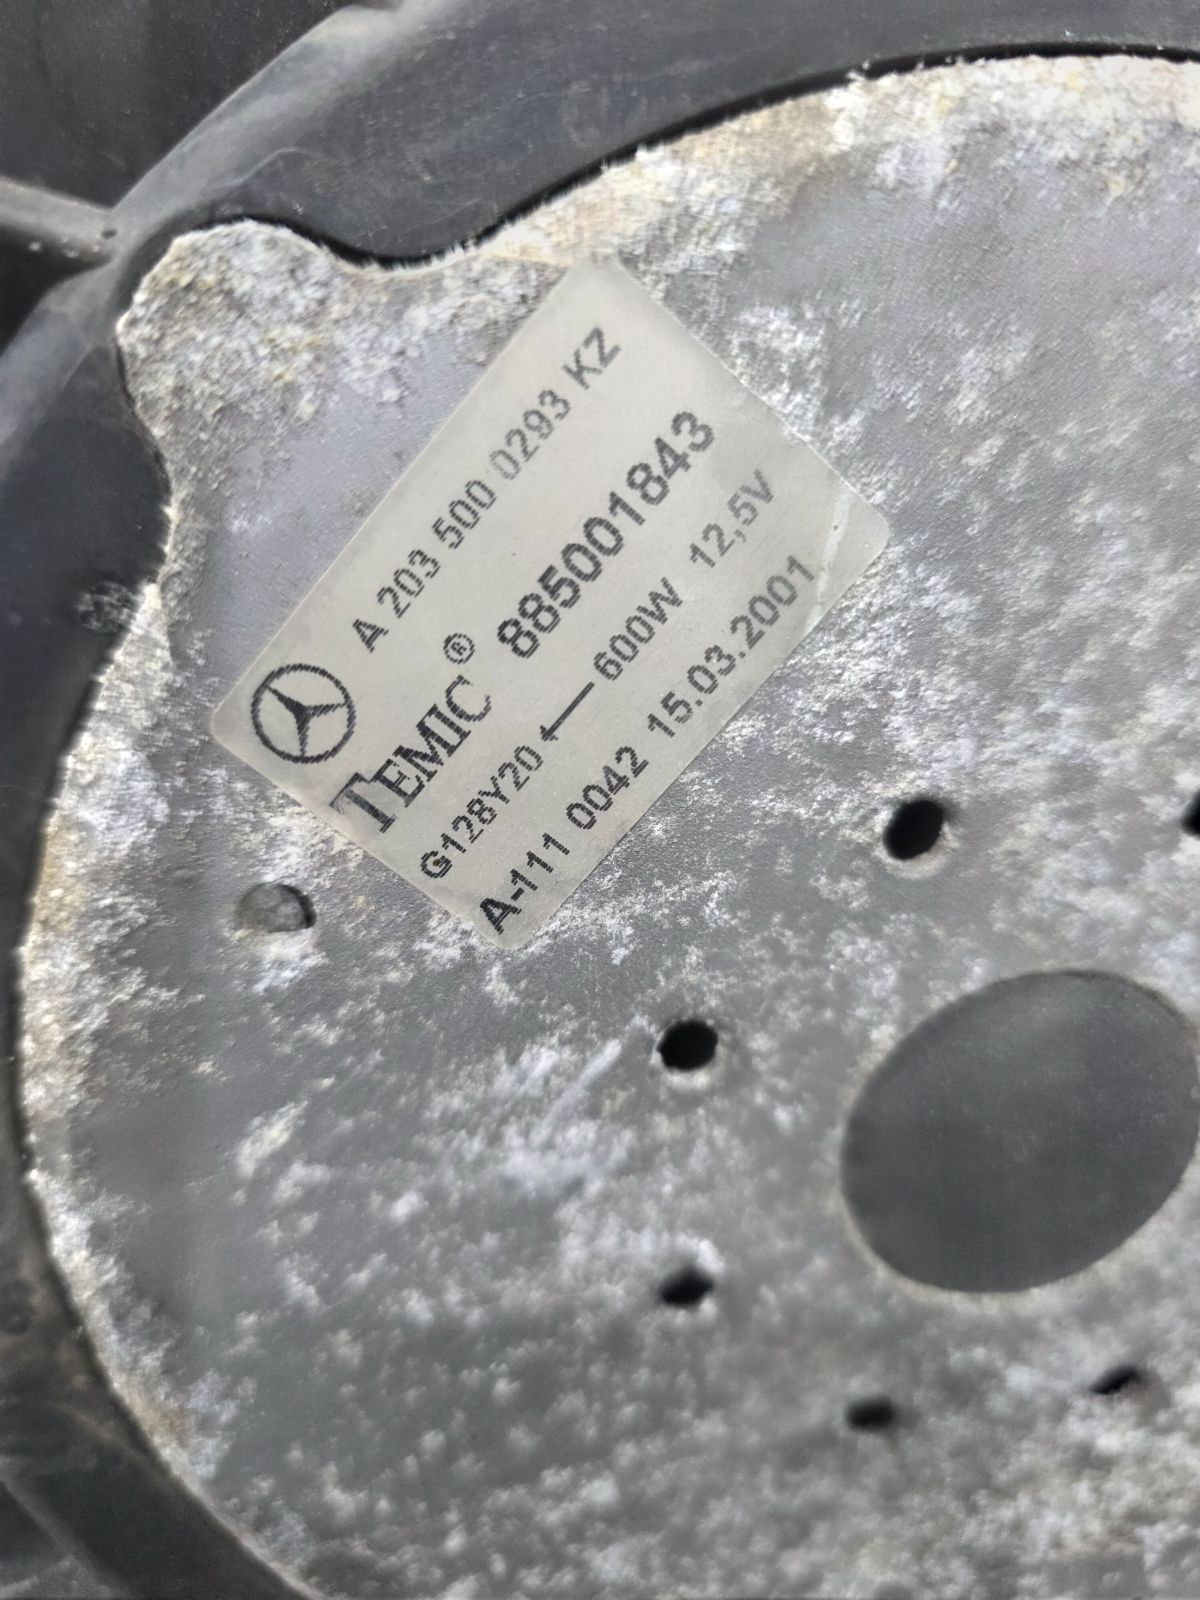 A 203 500 0293 KZ
TEMIC® 885001843
G128Y20 ← 600W 12,5V
A-111 0042 15.03.2001